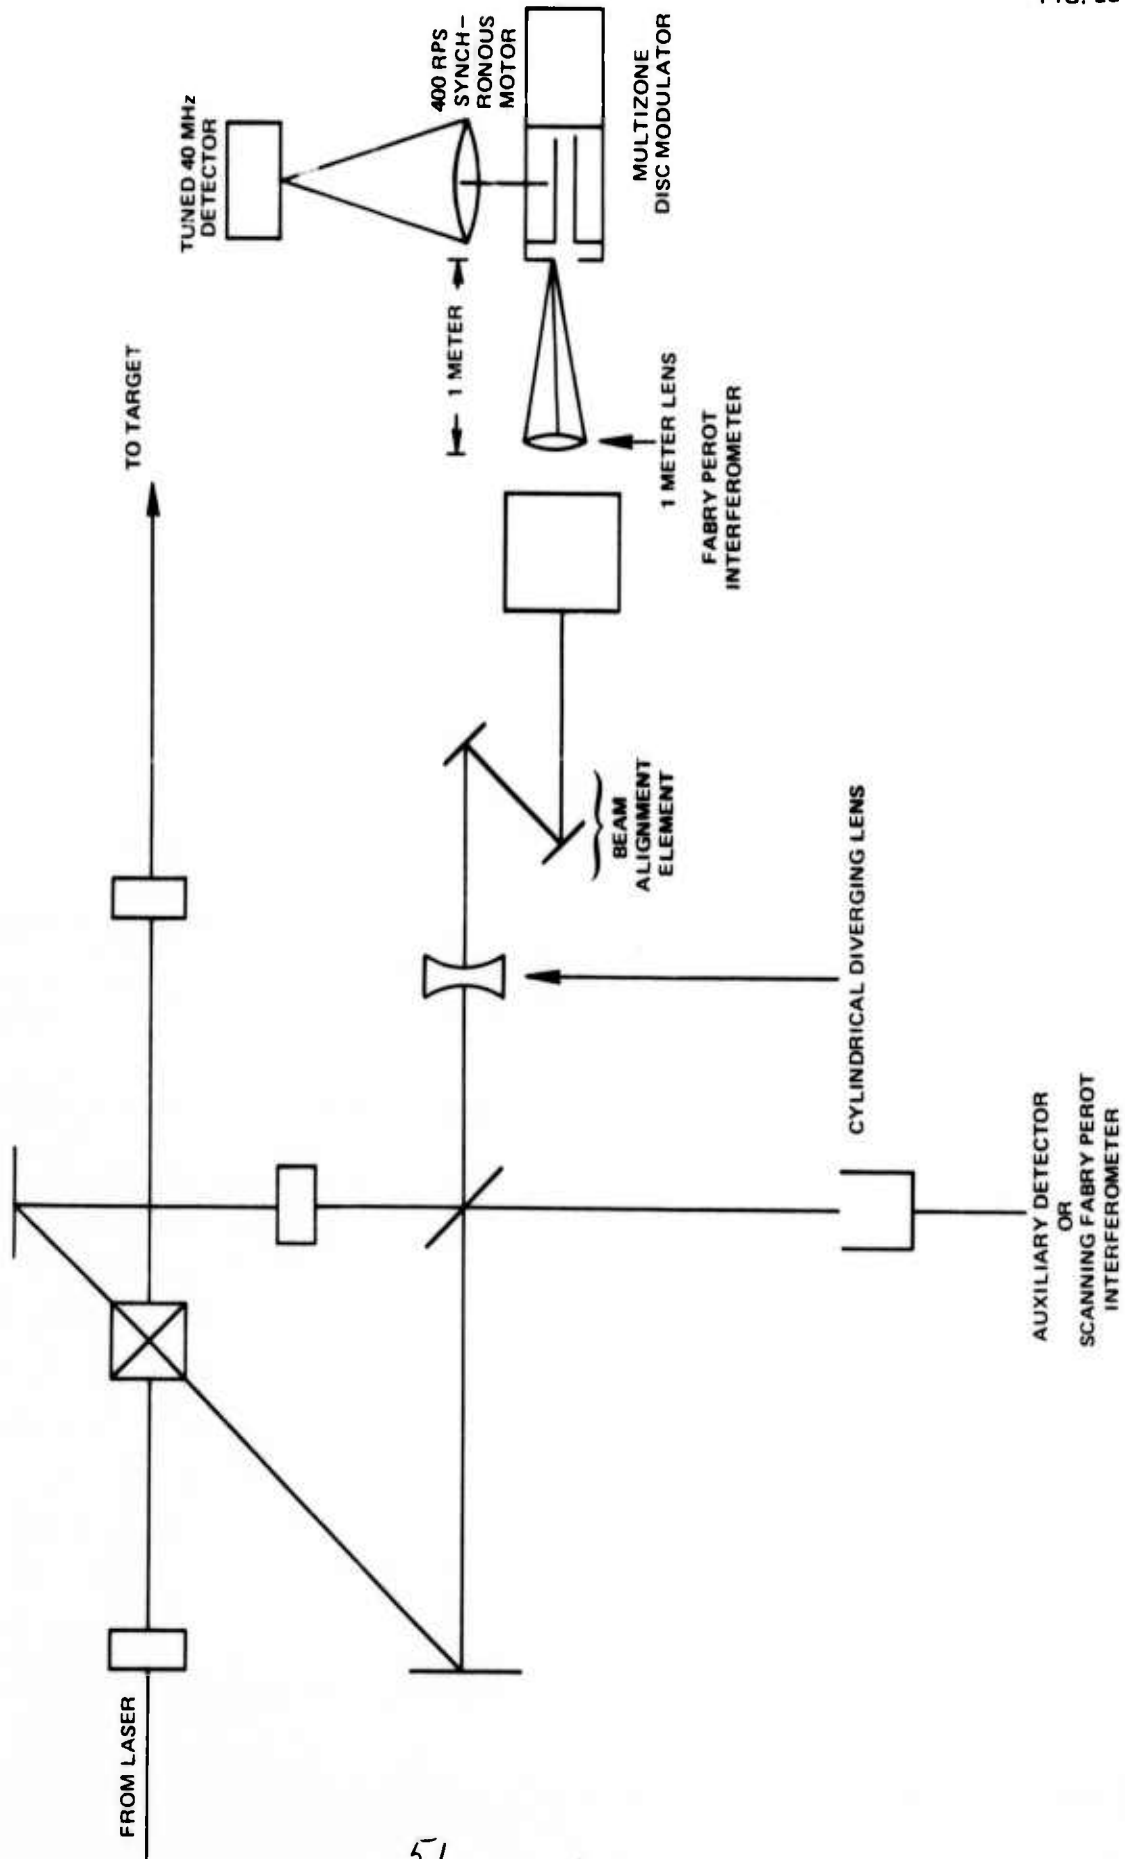 TUNED 40 MHz
DETECTOR
400 RPS
SYNCH-
RONOUS
MOTOR
MULTIZONE
DISC MODULATOR
1 METER
TO TARGET
1 METER LENS
FABRY PEROT
INTERFEROMETER
BEAM
ALIGNMENT
ELEMENT
CYLINDRICAL DIVERGING LENS
AUXILIARY DETECTOR
OR
SCANNING FABRY PEROT
INTERFEROMETER
FROM LASER
51